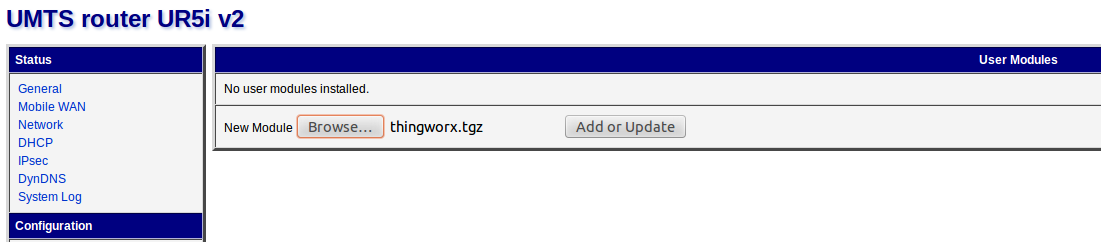 UMTS router UR5i v2
Status
General
Mobile WAN
Network
DHCP
IPsec
DynDNS
System Log
Configuration
User Modules
No user modules installed.
New Module Browse... thingworx.tgz Add or Update